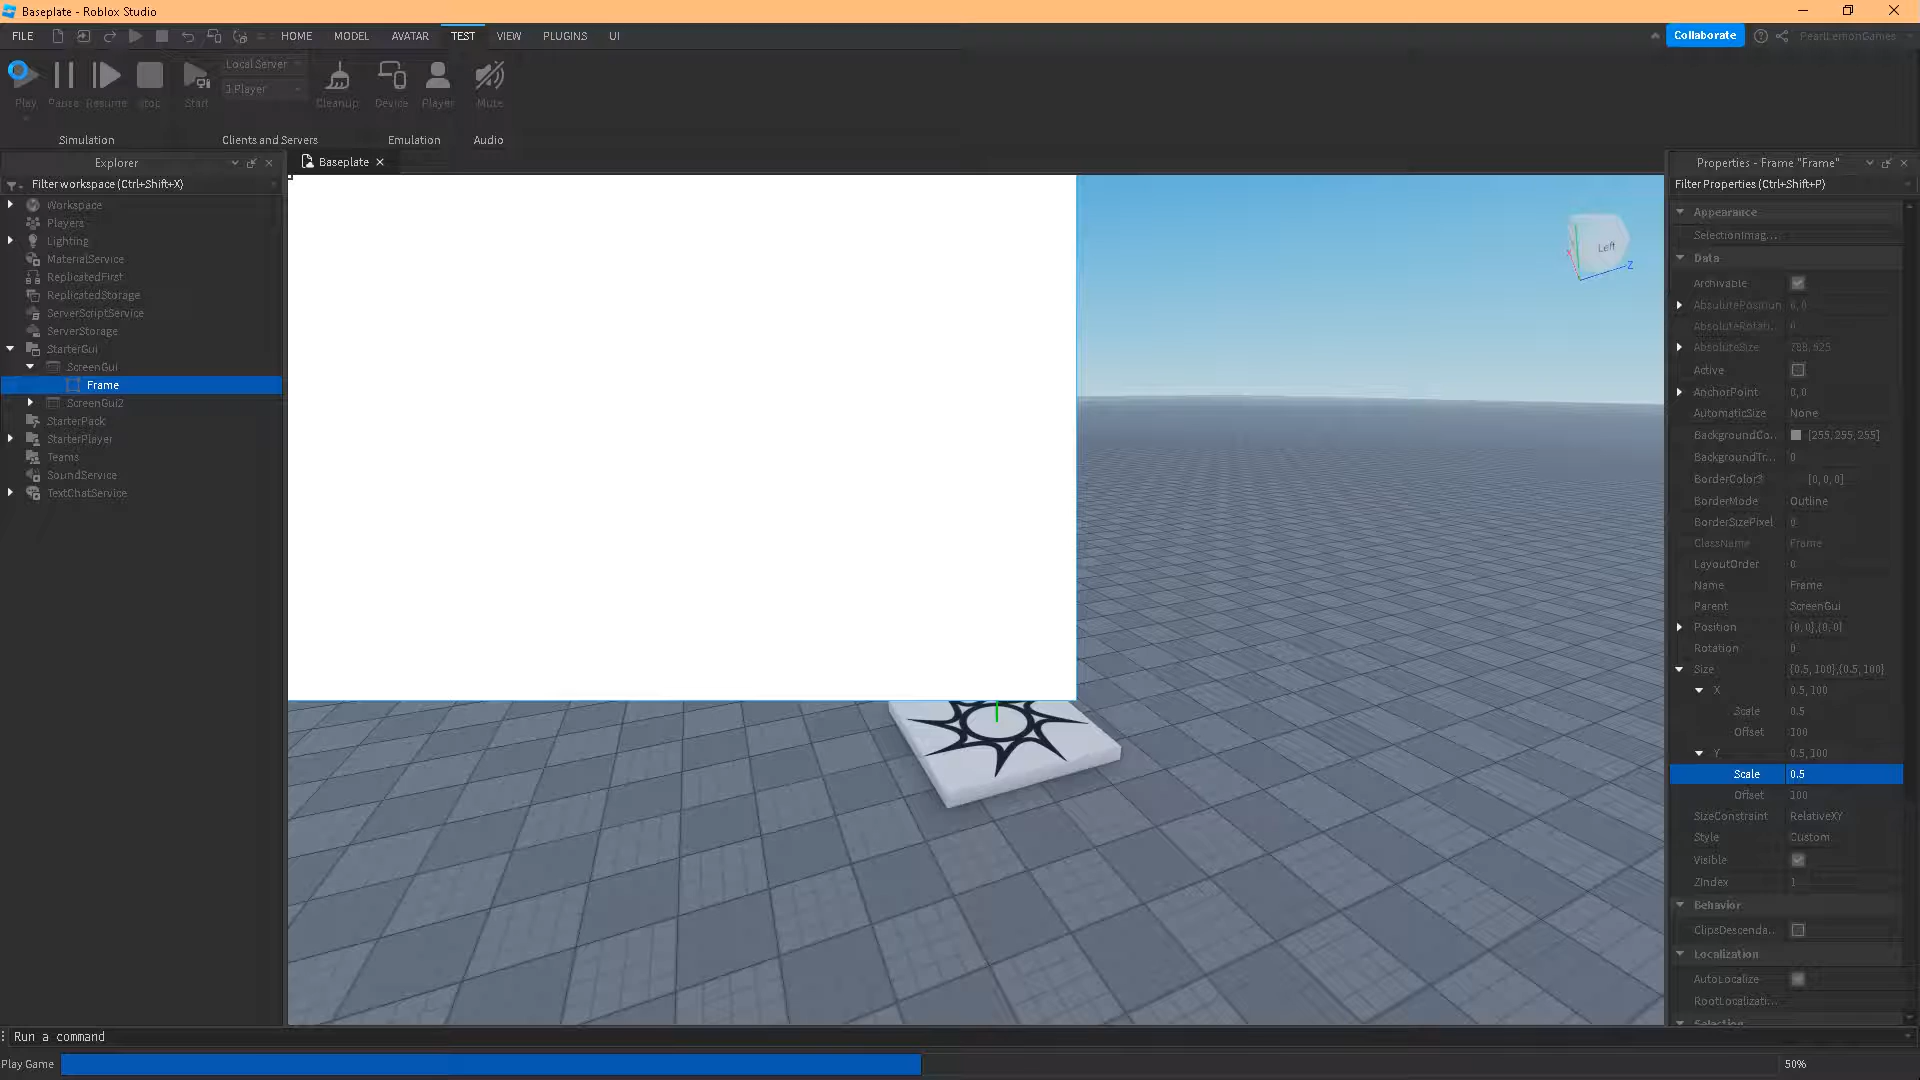 Baseplate - Roblox Studio
FILE HOME MODEL AVATAR TEST VIEW PLUGINS UI
Collaborate PearlLemonGames
Play Pause Resume Stop Start Local Server Cleanup Device Player Mute
Player
Simulation Clients and Servers Emulation Audio
Explorer
Filter workspace (Ctrl+Shift+X)
Workspace
Players
Lighting
MaterialService
ReplicatedFirst
ReplicatedStorage
ServerScriptService
ServerStorage
StarterGui
ScreenGui
Frame
ScreenGui2
StarterPack
StarterPlayer
Teams
SoundService
TextChatService
Baseplate
Left
Z
Properties - Frame "Frame"
Filter Properties (Ctrl+Shift+P)
Appearance
SelectionImag...
Data
Archivable
AbsolutePosition 0, 0
AbsoluteRotati... 0
AbsoluteSize 788, 525
Active
AnchorPoint 0, 0
AutomaticSize None
BackgroundCo... [255, 255, 255]
BackgroundTr... 0
BorderColor3 [0, 0, 0]
BorderMode Outline
BorderSizePixel 0
ClassName Frame
LayoutOrder 0
Name Frame
Parent ScreenGui
Position {0, 0},{0, 0}
Rotation 0
Size {0.5, 100},{0.5, 100}
X 0.5, 100
Scale 0.5
Offset 100
Y 0.5, 100
Scale 0.5
Offset 100
SizeConstraint RelativeXY
Style Custom
Visible
ZIndex 1
Behavior
ClipsDescenda...
Localization
AutoLocalize
RootLocalizati...
Selection
Run a command
Play Game 50%